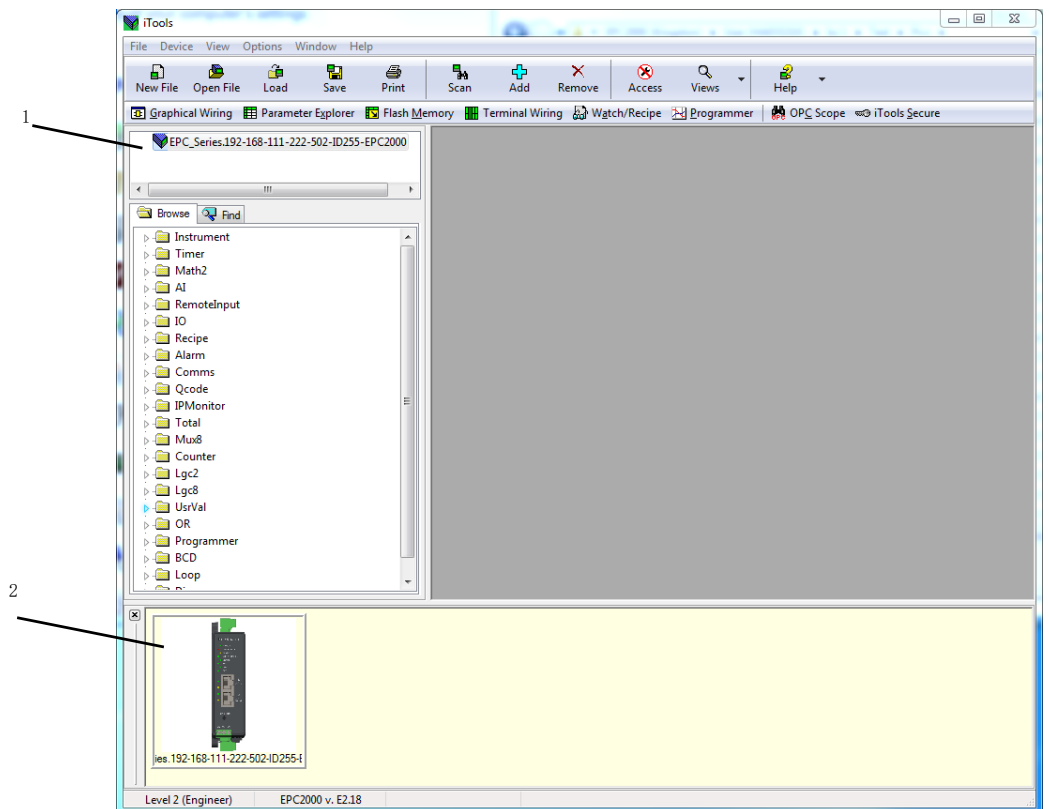 iTools
File Device View Options Window Help
New File Open File Load Save Print Scan Add Remove Access Views Help
Graphical Wiring Parameter Explorer Flash Memory Terminal Wiring Watch/Recipe Programmer OPC Scope iTools Secure
1
EPC_Series.192-168-111-222-502-ID255-EPC2000
Browse Find
Instrument
Timer
Math2
AI
RemoteInput
IO
Recipe
Alarm
Comms
Qcode
IPMonitor
Total
Mux8
Counter
Lgc2
Lgc8
UsrVal
OR
Programmer
BCD
Loop
2
ies.192-168-111-222-502-ID255-E
Level 2 (Engineer) EPC2000 v. E2.18